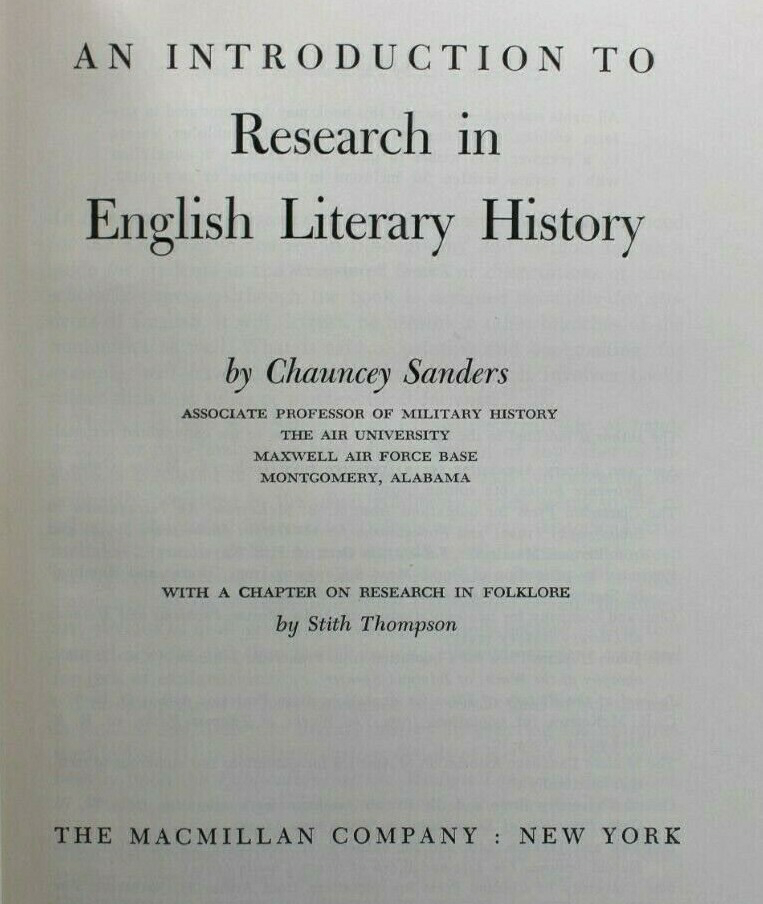 AN INTRODUCTION TO
Research in
English Literary History
by Chauncey Sanders
ASSOCIATE PROFESSOR OF MILITARY HISTORY
THE AIR UNIVERSITY
MAXWELL AIR FORCE BASE
MONTGOMERY, ALABAMA
WITH A CHAPTER ON RESEARCH IN FOLKLORE
by Stith Thompson
THE MACMILLAN COMPANY : NEW YORK